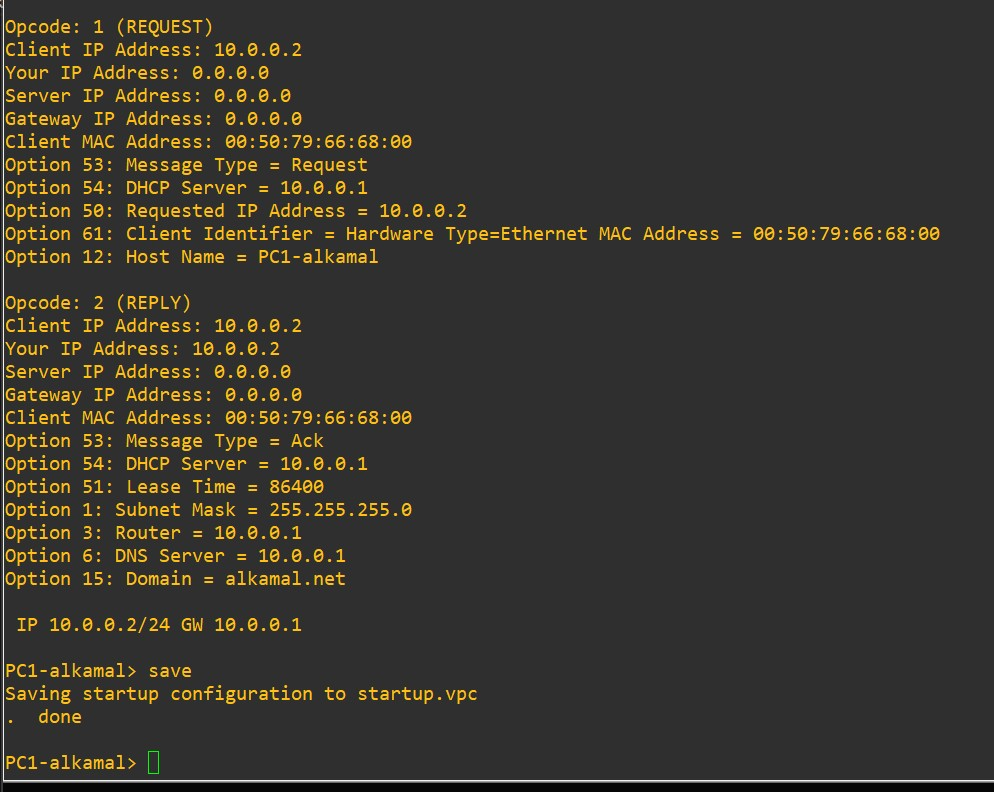 Opcode: 1 (REQUEST)
Client IP Address: 10.0.0.2
Your IP Address: 0.0.0.0
Server IP Address: 0.0.0.0
Gateway IP Address: 0.0.0.0
Client MAC Address: 00:50:79:66:68:00
Option 53: Message Type = Request
Option 54: DHCP Server = 10.0.0.1
Option 50: Requested IP Address = 10.0.0.2
Option 61: Client Identifier = Hardware Type=Ethernet MAC Address = 00:50:79:66:68:00
Option 12: Host Name = PC1-alkamal

Opcode: 2 (REPLY)
Client IP Address: 10.0.0.2
Your IP Address: 10.0.0.2
Server IP Address: 0.0.0.0
Gateway IP Address: 0.0.0.0
Client MAC Address: 00:50:79:66:68:00
Option 53: Message Type = Ack
Option 54: DHCP Server = 10.0.0.1
Option 51: Lease Time = 86400
Option 1: Subnet Mask = 255.255.255.0
Option 3: Router = 10.0.0.1
Option 6: DNS Server = 10.0.0.1
Option 15: Domain = alkamal.net

 IP 10.0.0.2/24 GW 10.0.0.1

PC1-alkamal> save
Saving startup configuration to startup.vpc
.  done

PC1-alkamal>